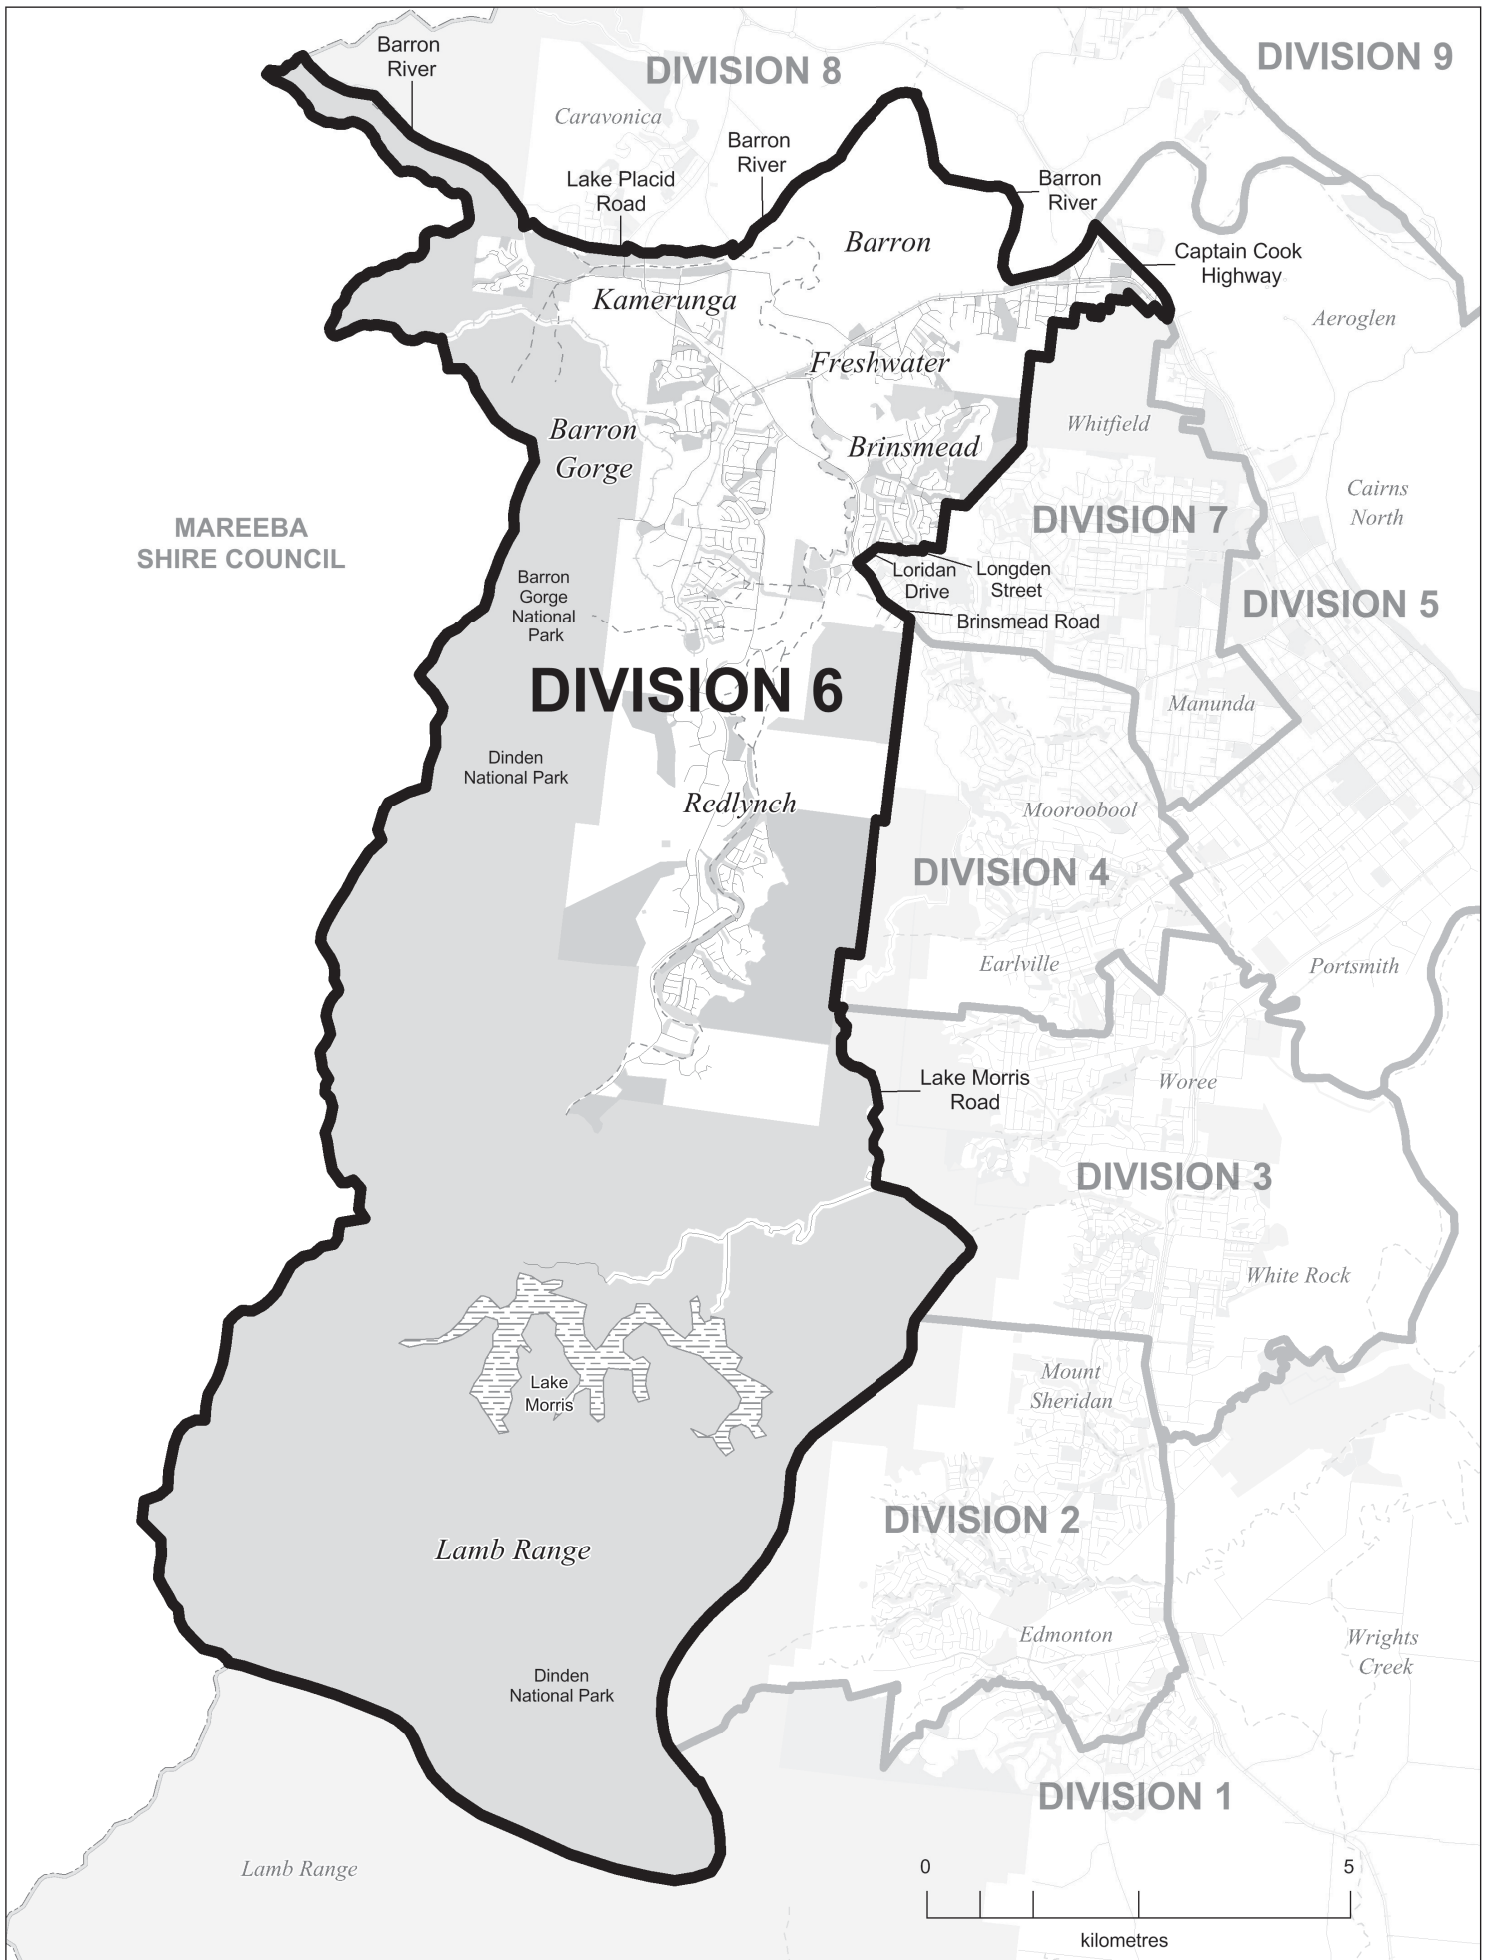 Barron
River
DIVISION 8
DIVISION 9
Caravonica
Barron
River
Lake Placid
Road
Barron
River
Barron
Captain Cook
Highway
Kamerunga
Aeroglen
Freshwater
Whitfield
Barron
Gorge
Brinsmead
Cairns
North
MAREEBA
SHIRE COUNCIL
DIVISION 7
Loridan
Drive
Longden
Street
Barron
Gorge
National
Park
DIVISION 5
Brinsmead Road
DIVISION 6
Manunda
Dinden
National Park
Redlynch
Mooroobool
DIVISION 4
Earlville
Portsmith
Lake Morris
Road
Woree
DIVISION 3
White Rock
Lake
Morris
Mount
Sheridan
DIVISION 2
Lamb Range
Edmonton
Wrights
Creek
Dinden
National Park
DIVISION 1
Lamb Range
0
5
kilometres